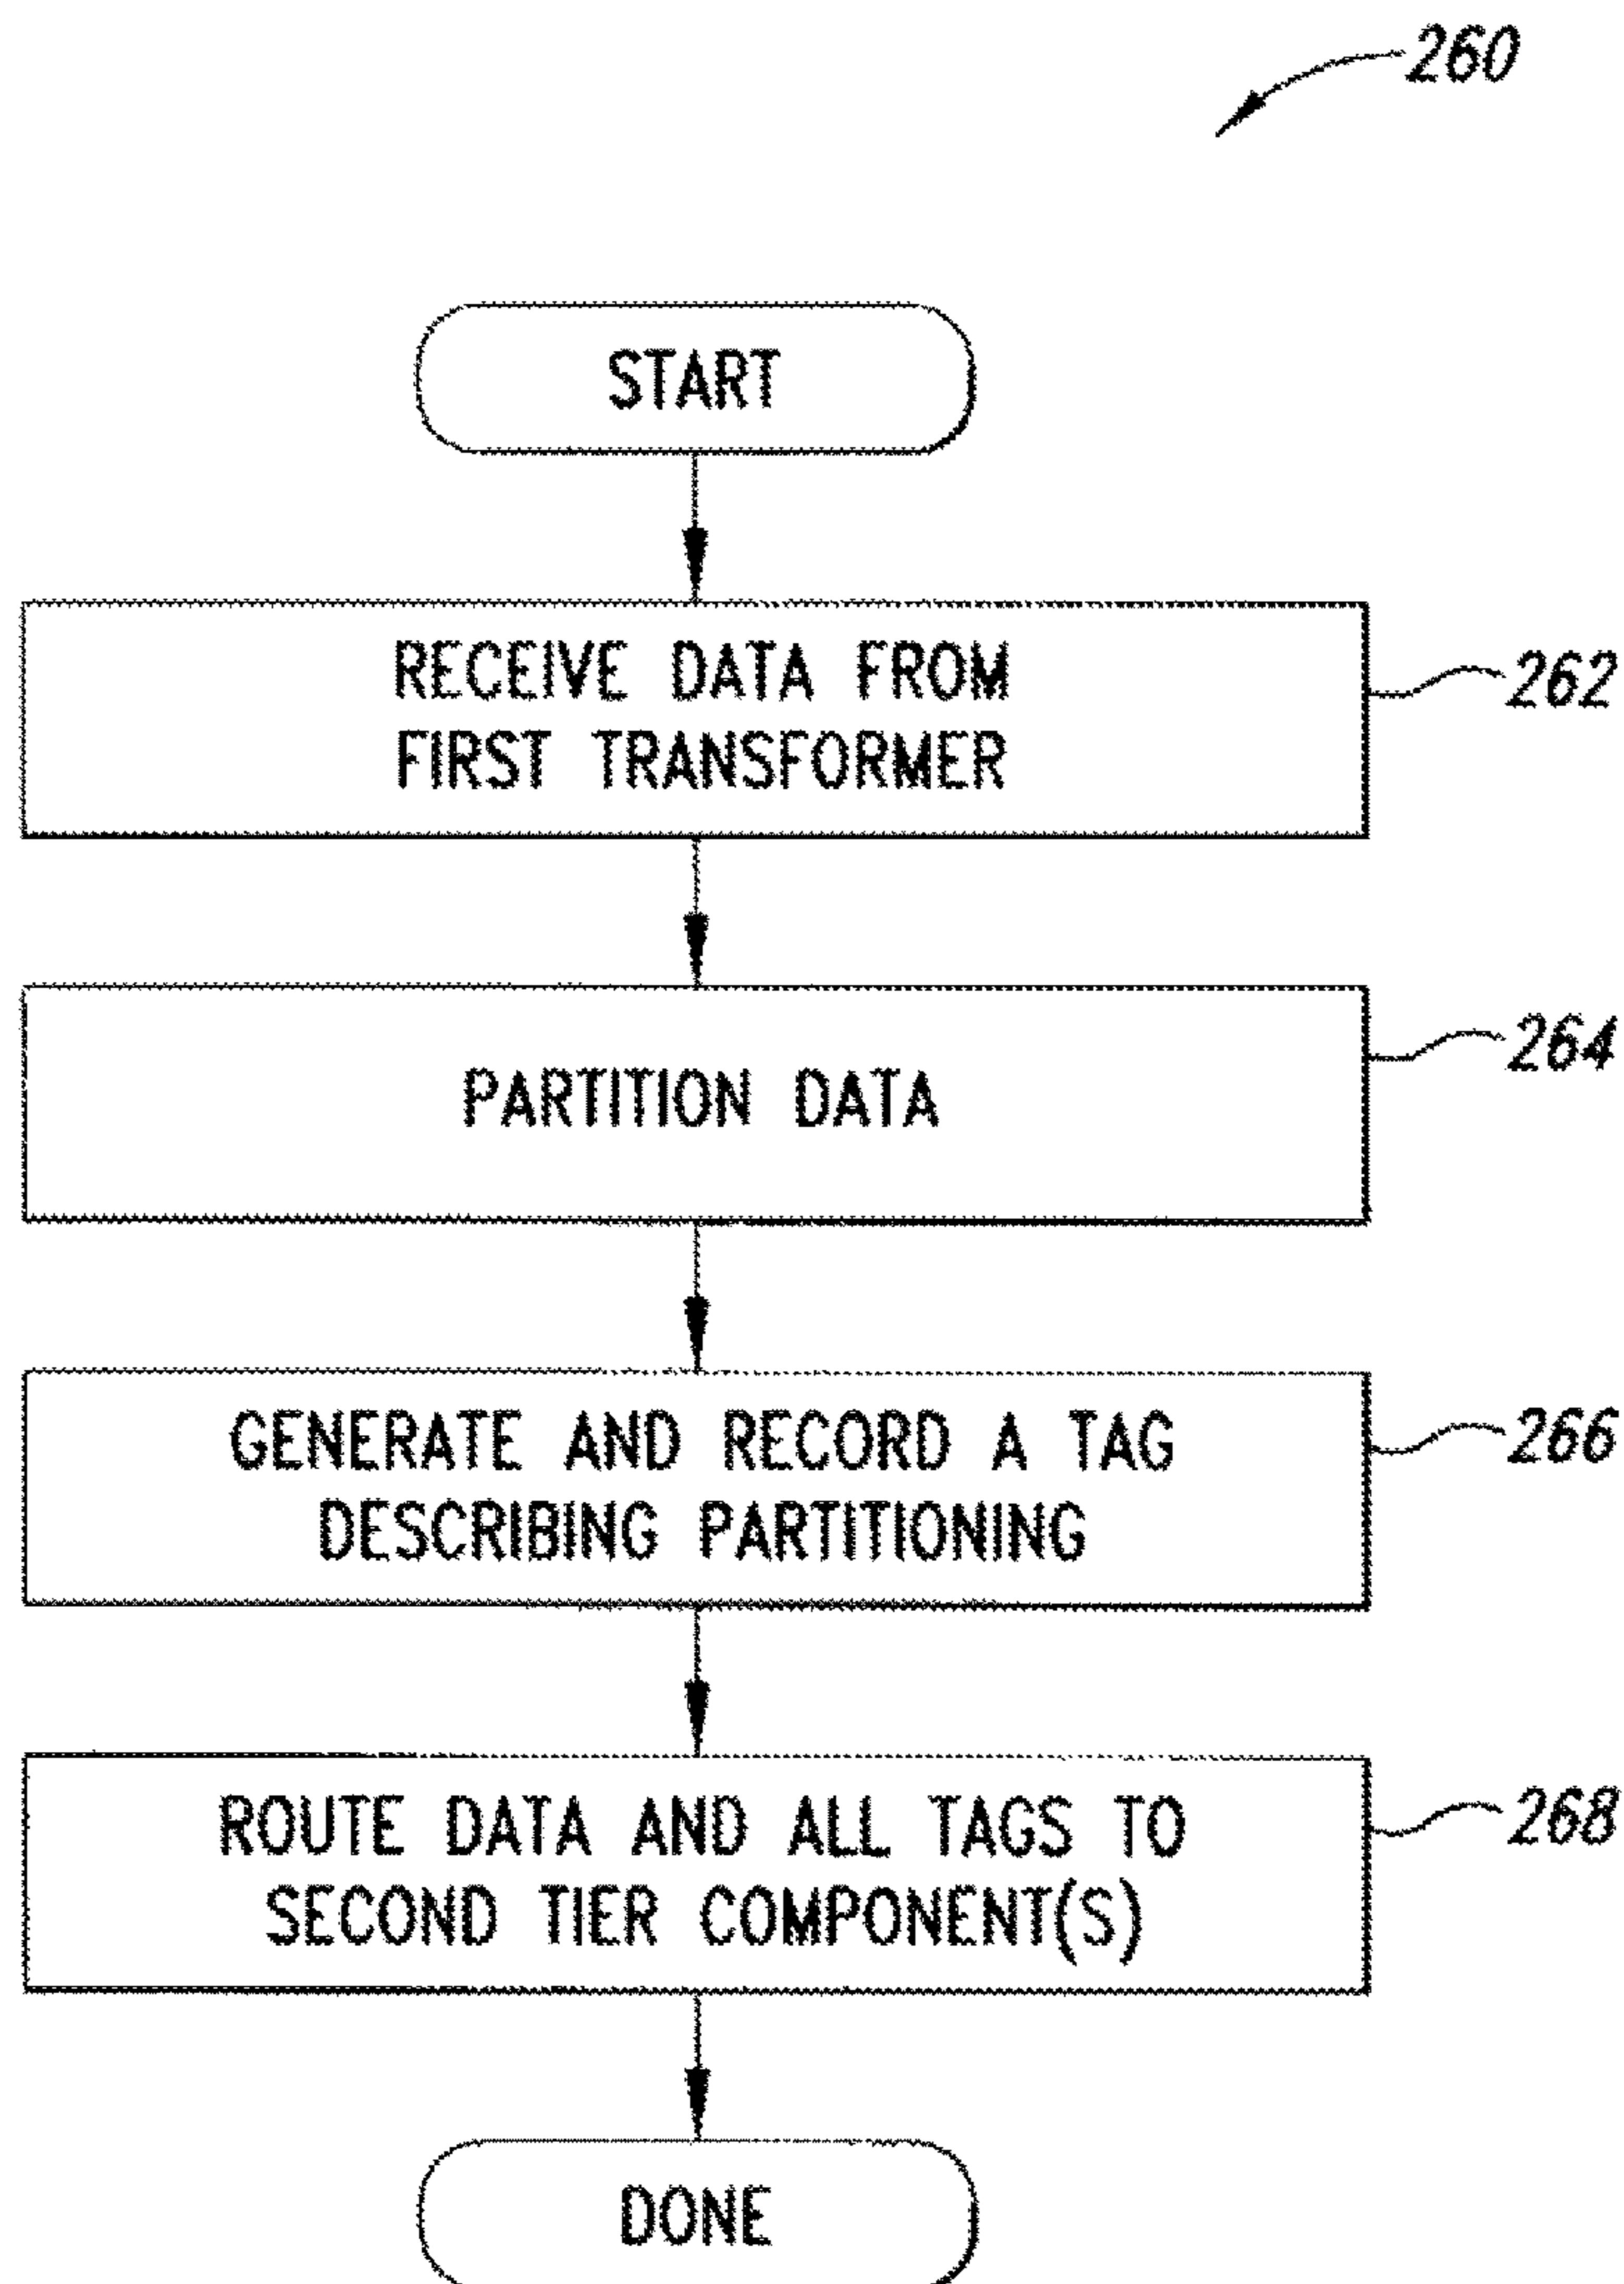 260
START
RECEIVE DATA FROM
FIRST TRANSFORMER
262
PARTITION DATA
264
GENERATE AND RECORD A TAG
DESCRIBING PARTITIONING
266
ROUTE DATA AND ALL TAGS TO
SECOND TIER COMPONENT(S)
268
DONE